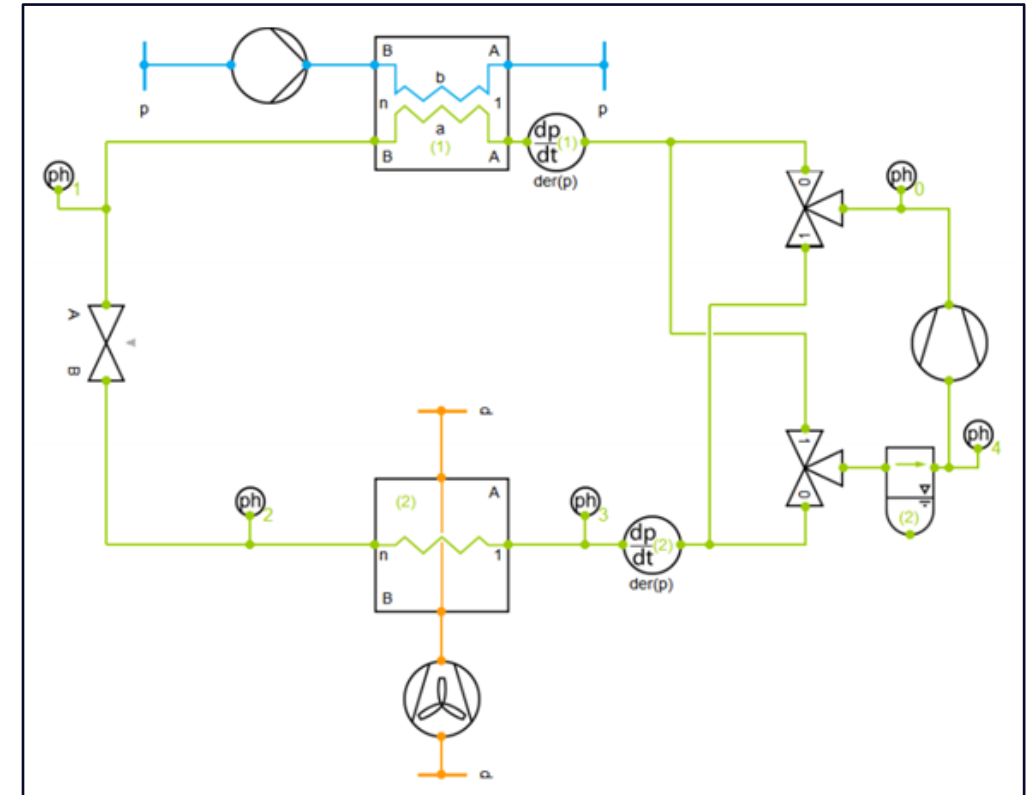 B A
b
p n 1 p
a
(1)
B A
dp
dt (1)
der(p)
ph
1
ph
0
0
1
A
B
p
ph
4
1
0
(2)
A
(2)
ph
2
ph
3
n 1
B
dp
dt (2)
der(p)
p